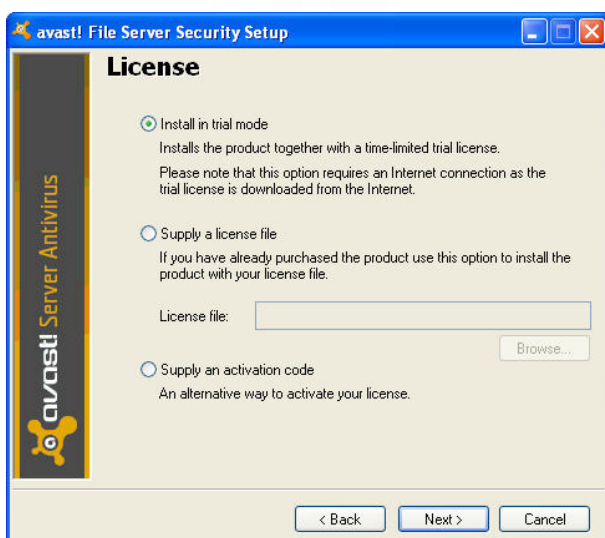 avast! File Server Security Setup
License
Install in trial mode
Installs the product together with a time-limited trial license.
Please note that this option requires an Internet connection as the
trial license is downloaded from the Internet.
Supply a license file
If you have already purchased the product use this option to install the
product with your license file.
License file:
Browse...
Supply an activation code
An alternative way to activate your license.
avast! Server Antivirus
< Back
Next >
Cancel